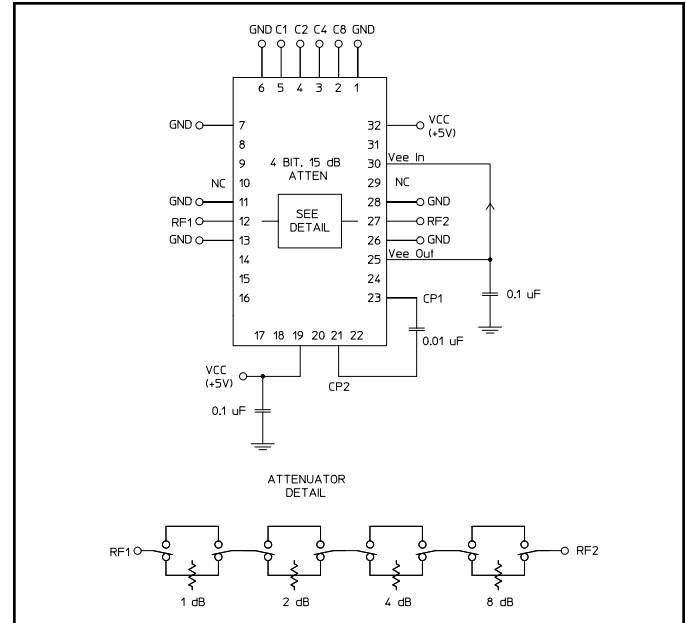 GND C1 C2 C4 C8 GND
6 5 4 3 2 1
GND 7 32 VCC
(+5V)
8 31
9 4 BIT, 15 dB 30 Vee In
ATTEN
NC 10 29 NC
GND 11 28 GND
SEE
RF1 12 27 RF2
DETAIL
GND 13 26 GND
14 25 Vee Out
15 24
16 23 CP1
0.1 uF
0.01 uF
17 18 19 20 21 22
VCC
(+5V)
CP2
0.1 uF
ATTENUATOR
DETAIL
RF1 RF2
1 dB 2 dB 4 dB 8 dB